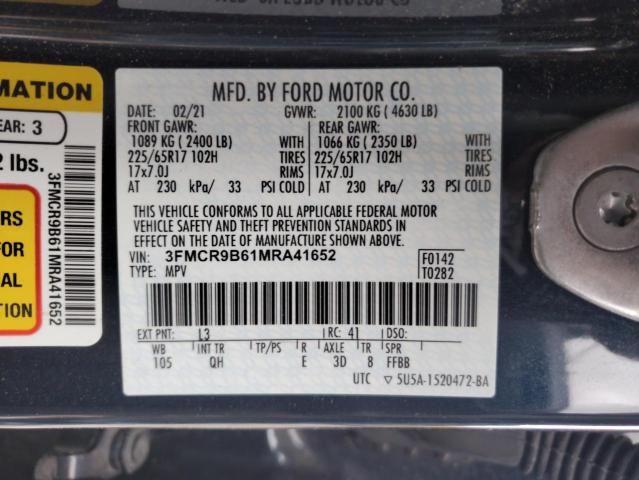 MATION
EAR: 3
2 lbs.
ERS
FOR
AL
TION
3FMCR9B61MRA41652
MFD. BY FORD MOTOR CO.
DATE: 02/21 GVWR: 2100 KG ( 4630 LB)
FRONT GAWR: REAR GAWR:
1089 KG ( 2400 LB) WITH 1066 KG ( 2350 LB) WITH
225/65R17 102H TIRES 225/65R17 102H TIRES
17x7.0J RIMS 17x7.0J RIMS
AT 230 kPa/ 33 PSI COLD AT 230 kPa/ 33 PSI COLD
THIS VEHICLE CONFORMS TO ALL APPLICABLE FEDERAL MOTOR
VEHICLE SAFETY AND THEFT PREVENTION STANDARDS IN
EFFECT ON THE DATE OF MANUFACTURE SHOWN ABOVE.
VIN: 3FMCR9B61MRA41652 F0142
TYPE: MPV T0282
EXT PNT: L3 RC: 41 DSO:
WB INT TR TP/PS R AXLE TR SPR
105 QH E 3D 8 FFBB
UTC ▽ 5U5A-1520472-BA